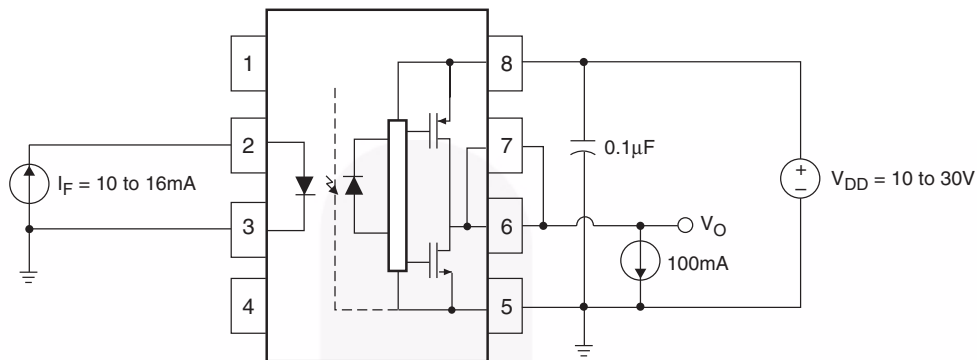 1
8
2
7
I_F = 10 to 16mA
0.1μF
+
–
V_DD = 10 to 30V
3
6
V_O
100mA
4
5